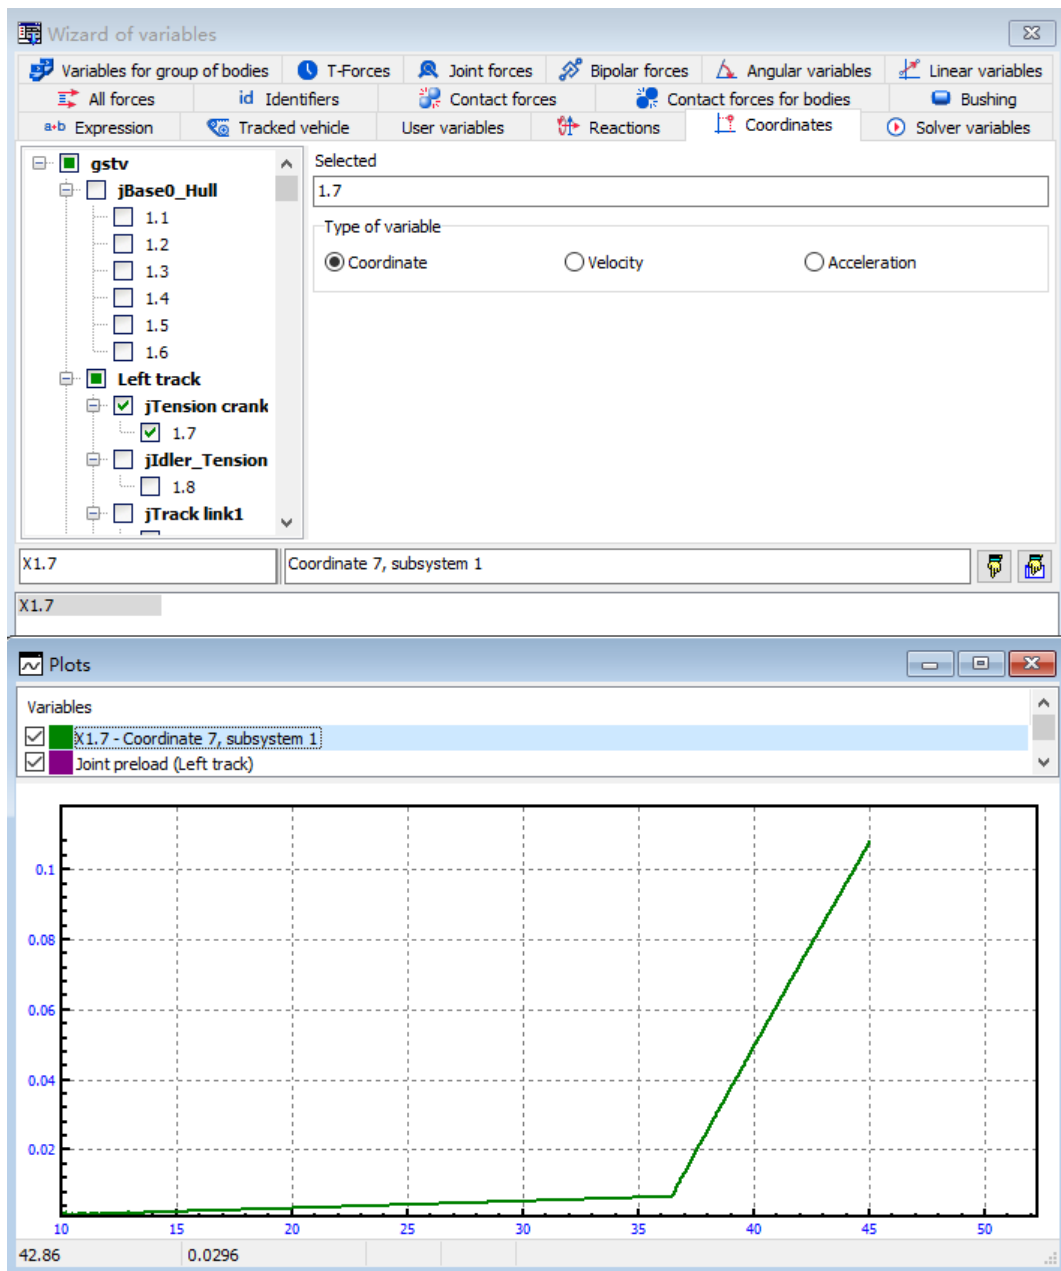 Wizard of variables
Variables for group of bodies T-Forces Joint forces Bipolar forces Angular variables Linear variables
All forces id Identifiers Contact forces Contact forces for bodies Bushing
a+b Expression Tracked vehicle User variables Reactions Coordinates Solver variables
gstv
jBase0_Hull
1.1
1.2
1.3
1.4
1.5
1.6
Left track
jTension crank
1.7
jIdler_Tension
1.8
jTrack link1
Selected
1.7
Type of variable
Coordinate Velocity Acceleration
X1.7 Coordinate 7, subsystem 1
X1.7
Plots
Variables
X1.7 - Coordinate 7, subsystem 1
Joint preload (Left track)
0.1
0.08
0.06
0.04
0.02
10 15 20 25 30 35 40 45 50
42.86 0.0296